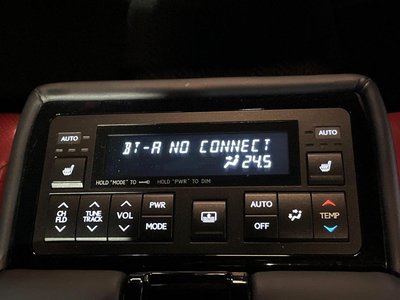 AUTO
AUTO
BT-A NO CONNECT
24.5
HOLD "MODE" TO
HOLD "PWR" TO DIM
CH
FLD
TUNE
TRACK
VOL
PWR
MODE
AUTO
OFF
TEMP